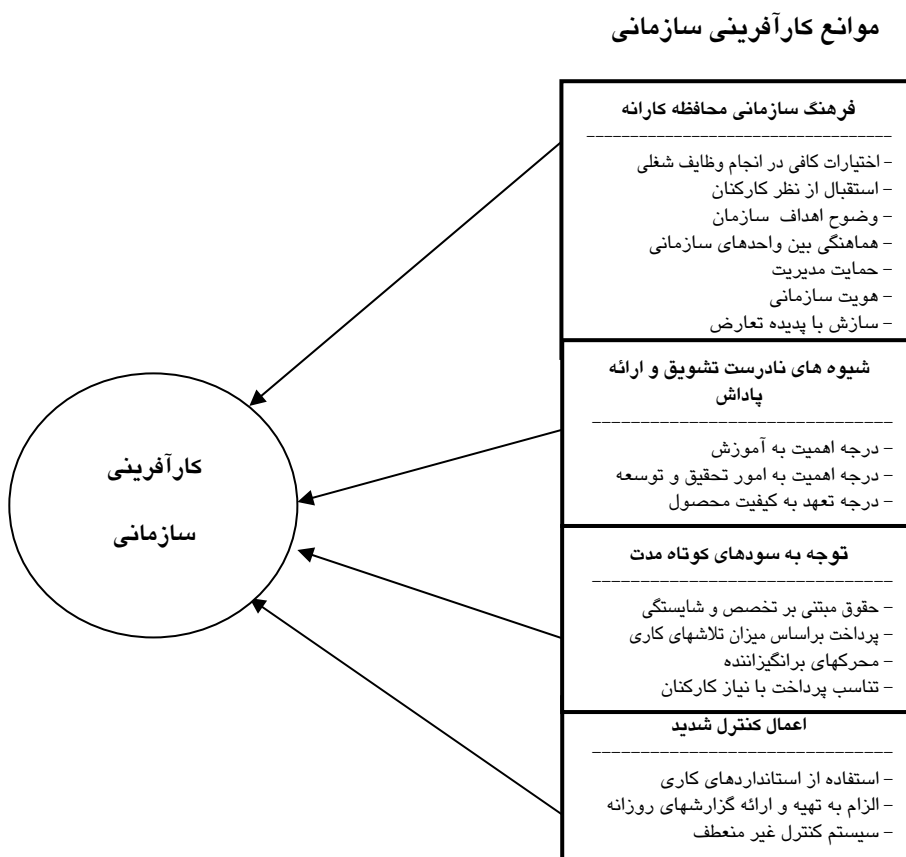 موانع کارآفرینی سازمانی
فرهنگ سازمانی محافظه کارانه
- اختیارات کافی در انجام وظایف شغلی
- استقبال از نظر کارکنان
- وضوح اهداف سازمان
- هماهنگی بین واحدهای سازمانی
- حمایت مدیریت
- هویت سازمانی
- سازش با پدیده تعارض
شیوه های نادرست تشویق و ارائه
پاداش
- درجه اهمیت به آموزش
- درجه اهمیت به امور تحقیق و توسعه
- درجه تعهد به کیفیت محصول
توجه به سودهای کوتاه مدت
- حقوق مبتنی بر تخصص و شایستگی
- پرداخت براساس میزان تلاشهای کاری
- محرکهای برانگیزاننده
- تناسب پرداخت با نیاز کارکنان
اعمال کنترل شدید
- استفاده از استانداردهای کاری
- الزام به تهیه و ارائه گزارشهای روزانه
- سیستم کنترل غیر منعطف
کارآفرینی
سازمانی